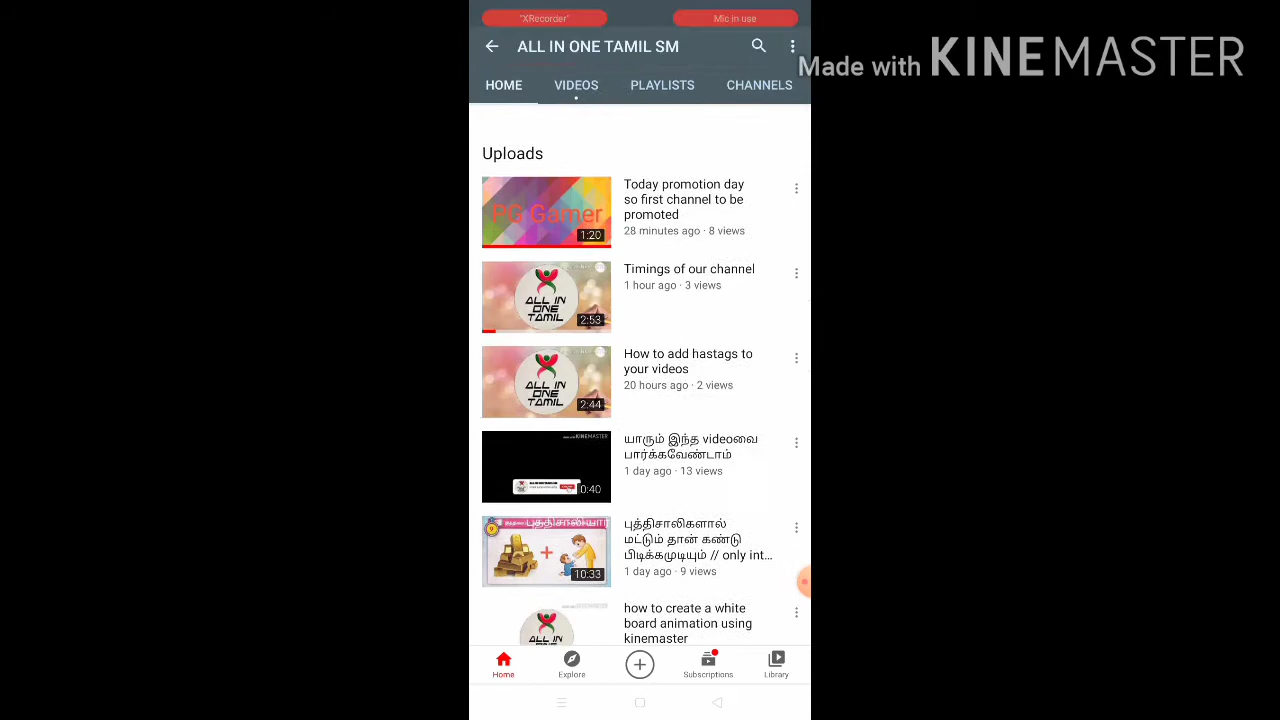 "XRecorder"
Mic in use
ALL IN ONE TAMIL SM
Made with KINEMASTER
HOME
VIDEOS
PLAYLISTS
CHANNELS
Uploads
PG Gamer
1:20
Today promotion day
so first channel to be
promoted
28 minutes ago · 8 views
ALL IN
ONE
TAMIL
2:53
Timings of our channel
1 hour ago · 3 views
ALL IN
ONE
TAMIL
2:44
How to add hastags to
your videos
20 hours ago · 2 views
KINEMASTER
0:40
யாரும் இந்த videoவை
பார்க்கவேண்டாம்
1 day ago · 13 views
9
+
10:33
புத்திசாலிகளால்
மட்டும் தான் கண்டு
பிடிக்கமுடியும் // only int...
1 day ago · 9 views
ALL IN
how to create a white
board animation using
kinemaster
Home
Explore
Subscriptions
Library